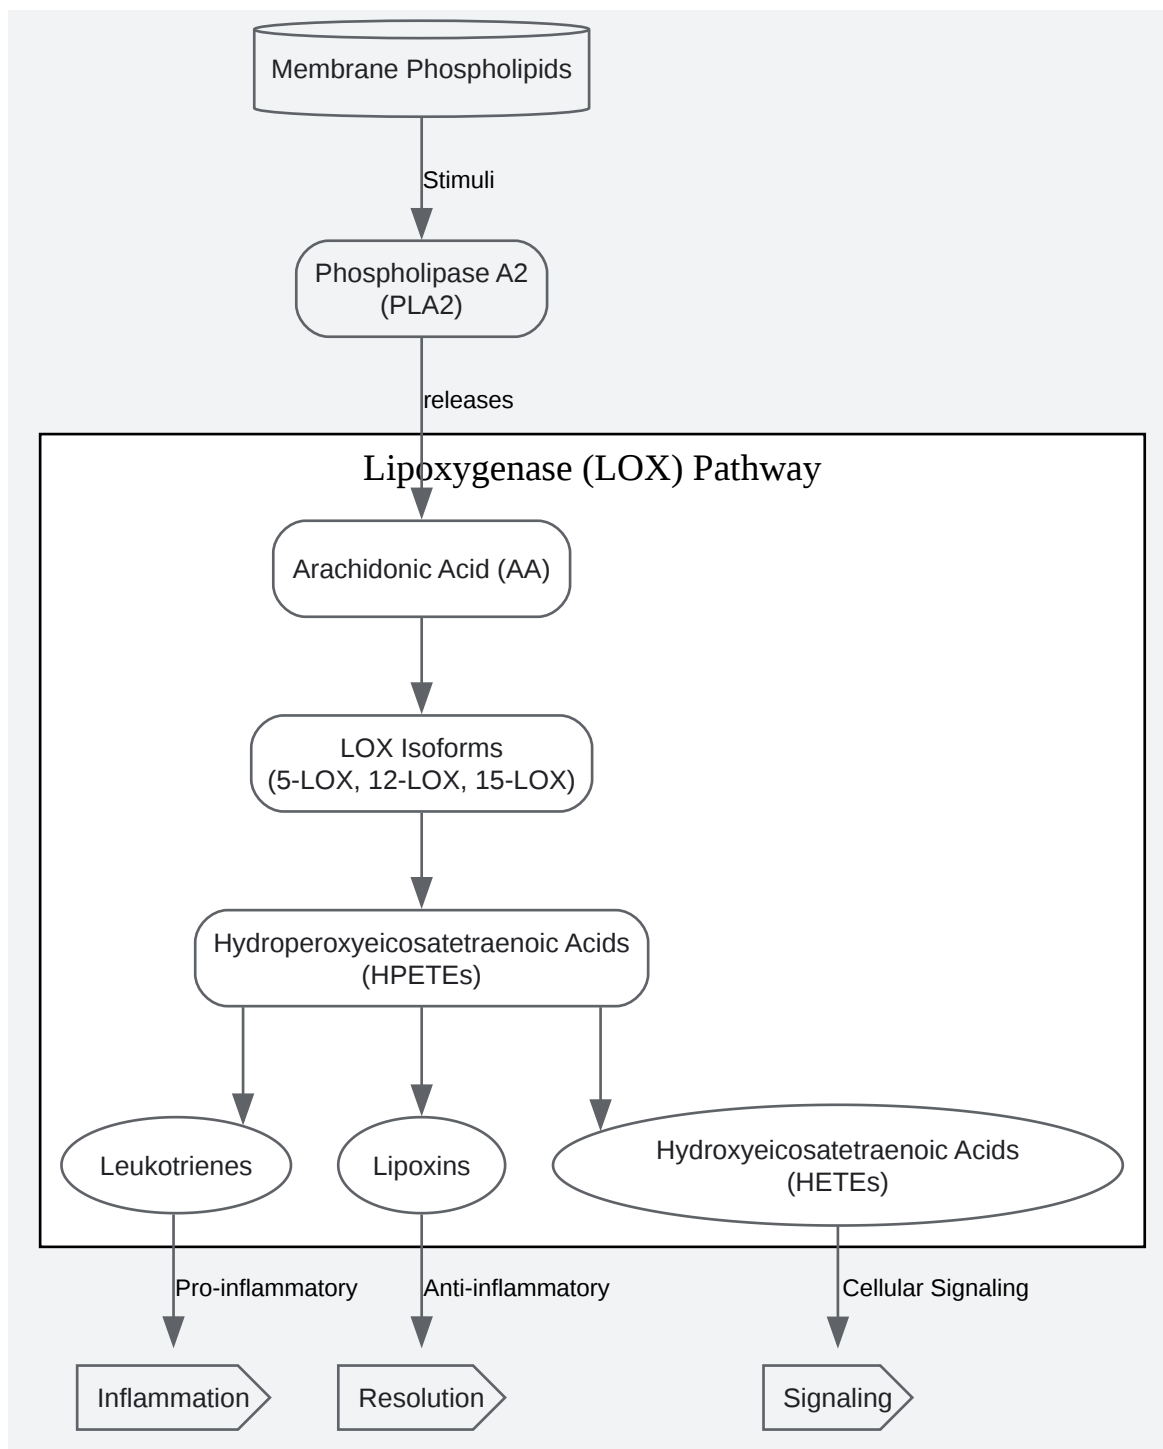 Membrane Phospholipids
Stimuli
Phospholipase A2
(PLA2)
releases
Lipoxygenase (LOX) Pathway
Arachidonic Acid (AA)
LOX Isoforms
(5-LOX, 12-LOX, 15-LOX)
Hydroperoxyeicosatetraenoic Acids
(HPETEs)
Leukotrienes
Lipoxins
Hydroxyeicosatetraenoic Acids
(HETEs)
Pro-inflammatory
Anti-inflammatory
Cellular Signaling
Inflammation
Resolution
Signaling